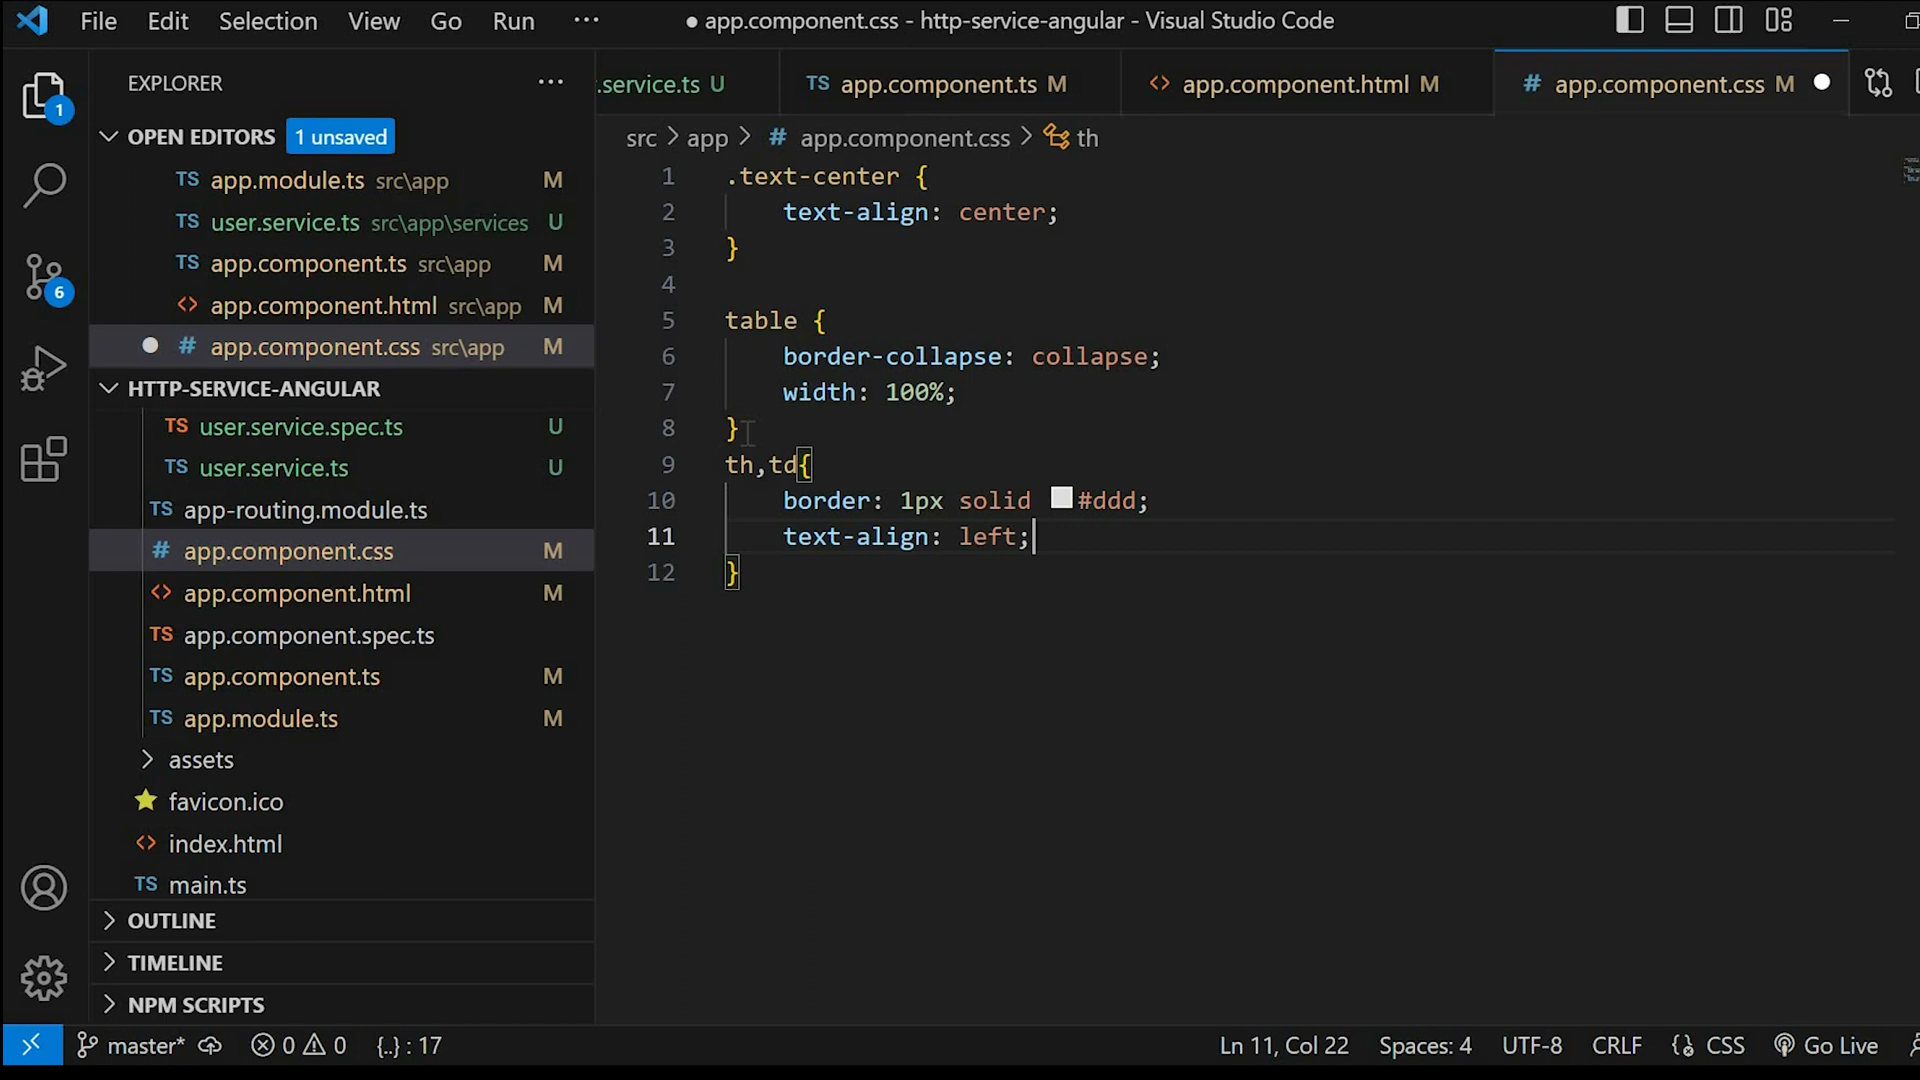 File Edit Selection View Go Run ···
● app.component.css - http-service-angular - Visual Studio Code
EXPLORER ···
OPEN EDITORS 1 unsaved
TS app.module.ts src\app M
TS user.service.ts src\app\services U
TS app.component.ts src\app M
<> app.component.html src\app M
# app.component.css src\app M
HTTP-SERVICE-ANGULAR
TS user.service.spec.ts U
TS user.service.ts U
TS app-routing.module.ts
# app.component.css M
<> app.component.html M
TS app.component.spec.ts
TS app.component.ts M
TS app.module.ts M
assets
favicon.ico
<> index.html
TS main.ts
OUTLINE
TIMELINE
NPM SCRIPTS
1
6
.service.ts U
TS app.component.ts M
<> app.component.html M
# app.component.css M
src > app > # app.component.css > th
1 .text-center {
2 text-align: center;
3 }
4
5 table {
6 border-collapse: collapse;
7 width: 100%;
8 }
9 th,td{
10 border: 1px solid #ddd;
11 text-align: left;
12 }
master* 0 0 {..} : 17
Ln 11, Col 22 Spaces: 4 UTF-8 CRLF CSS Go Live